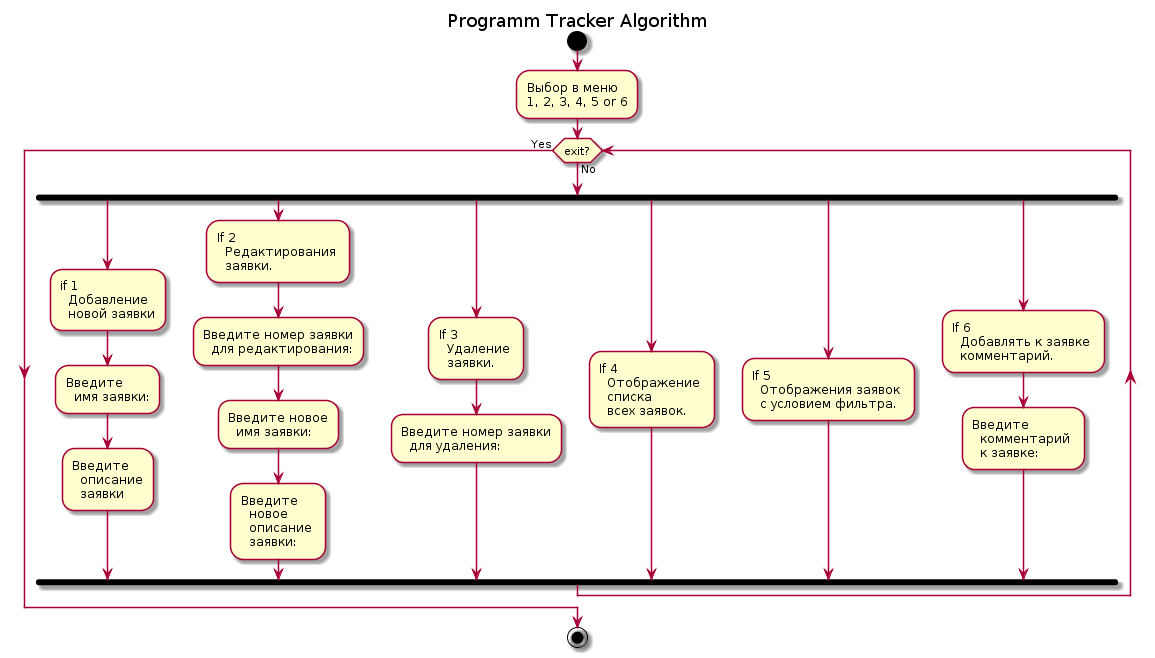 Programm Tracker Algorithm
Выбор в меню
1, 2, 3, 4, 5 or 6
Yes
exit?
No
if 1
Добавление
новой заявки
Введите
имя заявки:
Введите
описание
заявки
If 2
Редактирования
заявки.
Введите номер заявки
для редактирования:
Введите новое
имя заявки:
Введите
новое
описание
заявки:
If 3
Удаление
заявки.
Введите номер заявки
для удаления:
If 4
Отображение
списка
всех заявок.
If 5
Отображения заявок
с условием фильтра.
If 6
Добавлять к заявке
комментарий.
Введите
комментарий
к заявке: